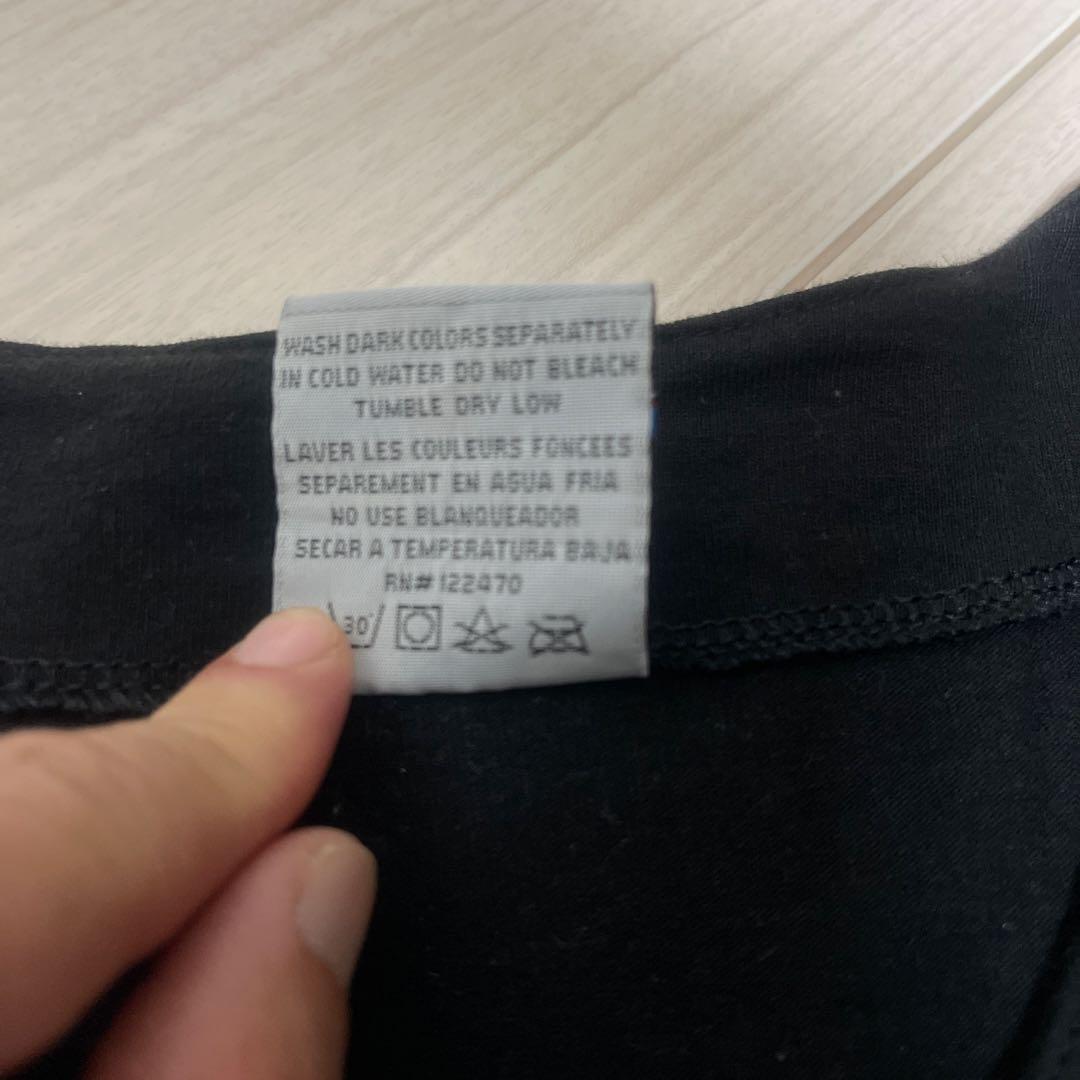 WASH DARK COLORS SEPARATELY
IN COLD WATER DO NOT BLEACH
TUMBLE DRY LOW
LAVER LES COULEURS FONCEES
SEPAREMENT EN AGUA FRIA
NO USE BLANQUEADOR
SECAR A TEMPERATURA BAJA
RN# 122470
30°